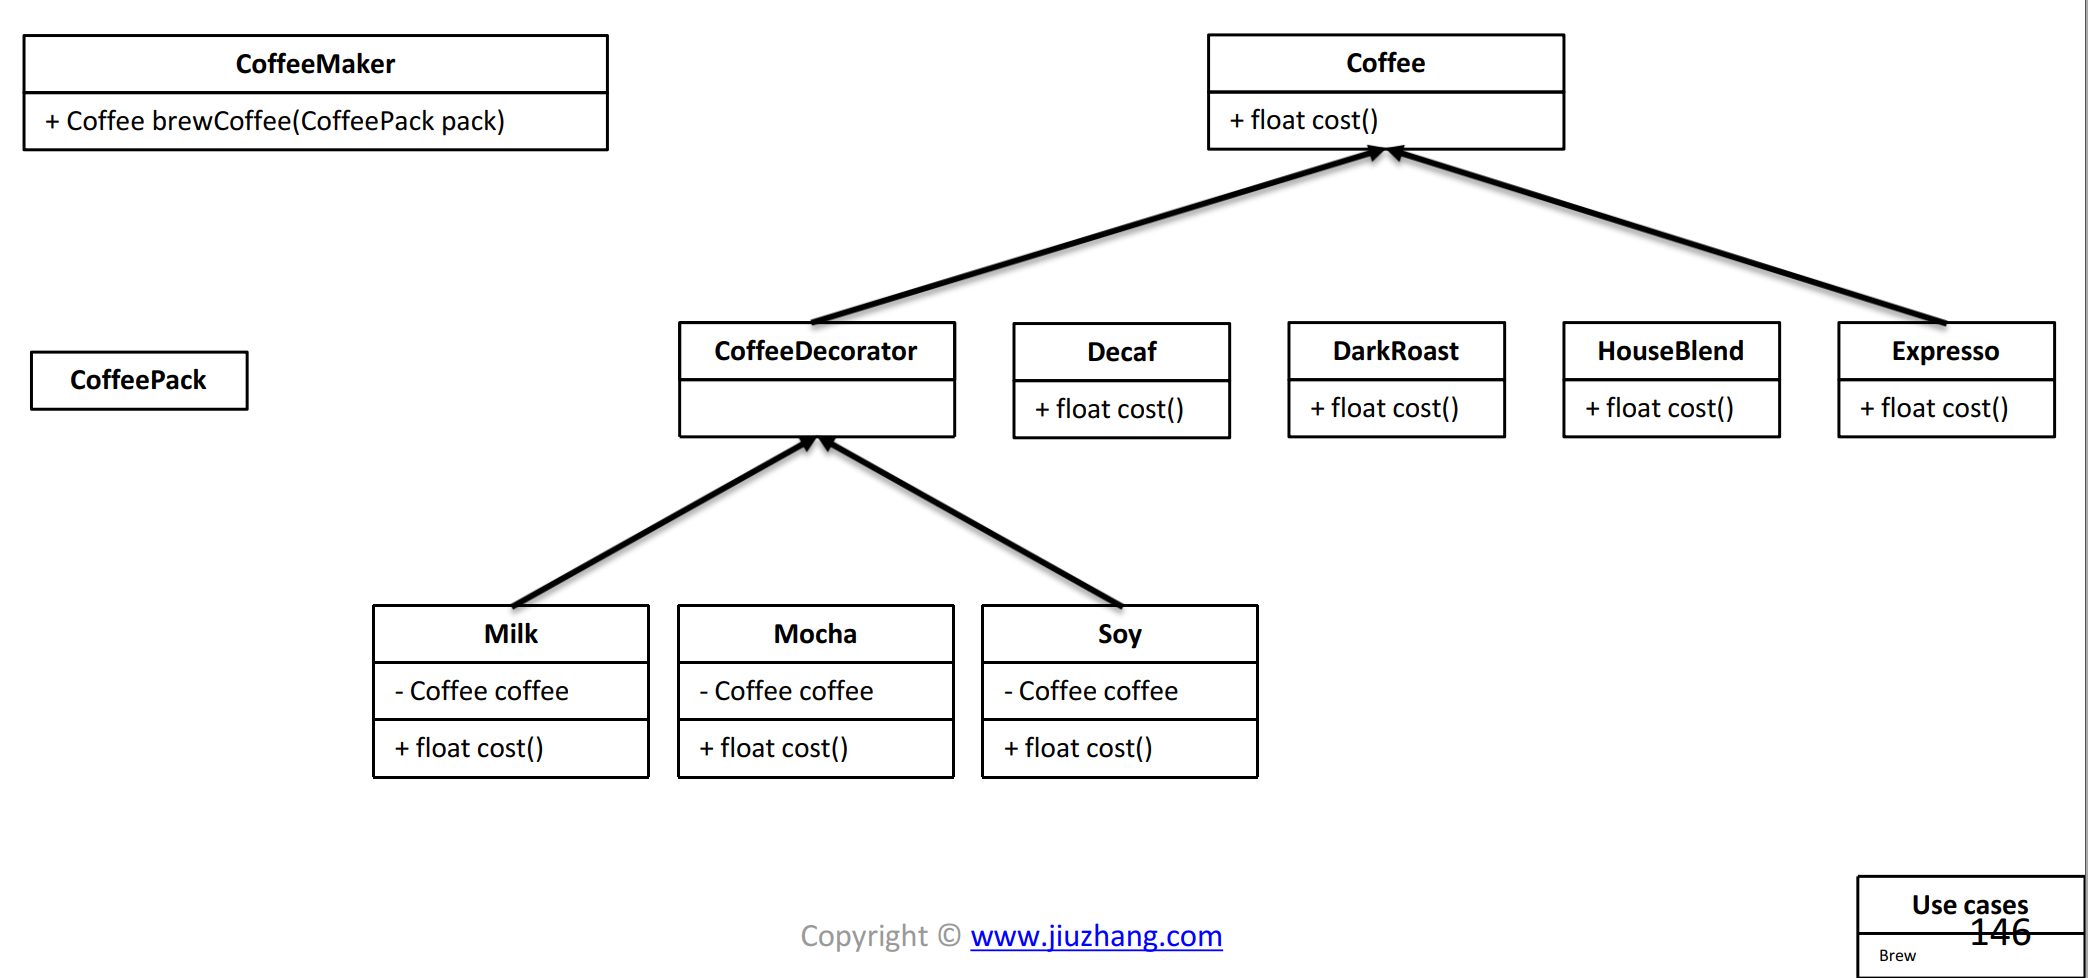 CoffeeMaker
+ Coffee brewCoffee(CoffeePack pack)
Coffee
+ float cost()
CoffeePack
CoffeeDecorator
Decaf
+ float cost()
DarkRoast
+ float cost()
HouseBlend
+ float cost()
Expresso
+ float cost()
Milk
- Coffee coffee
+ float cost()
Mocha
- Coffee coffee
+ float cost()
Soy
- Coffee coffee
+ float cost()
Use cases
Brew
Copyright © www.jiuzhang.com
146